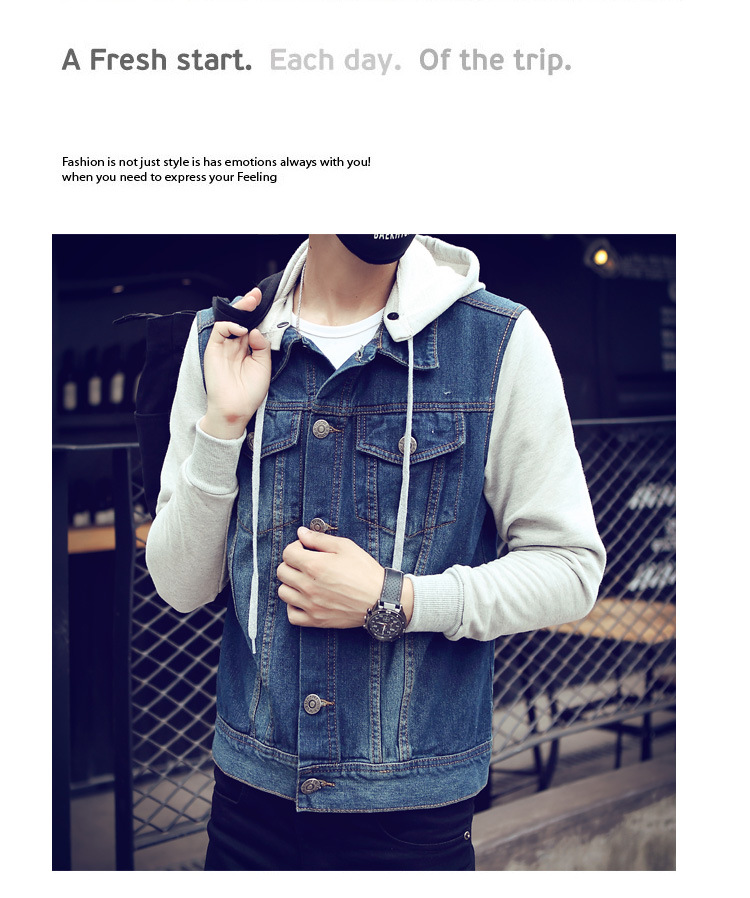 A Fresh start. Each day. Of the trip.
Fashion is not just style is has emotions always with you!
when you need to express your Feeling